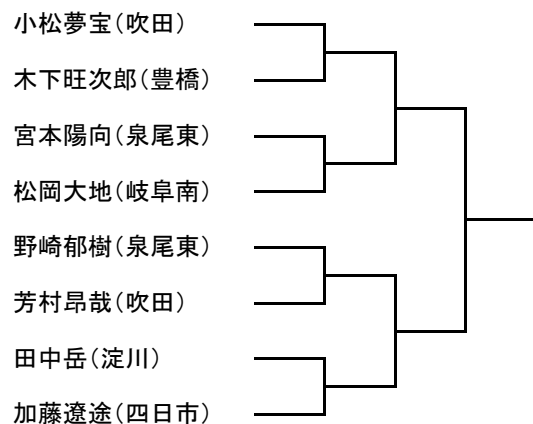 小松夢宝（吹田）
木下旺次郎（豊橋）
宮本陽向（泉尾東）
松岡大地（岐阜南）
野崎郁樹（泉尾東）
芳村昂哉（吹田）
田中岳（淀川）
加藤遼途（四日市）